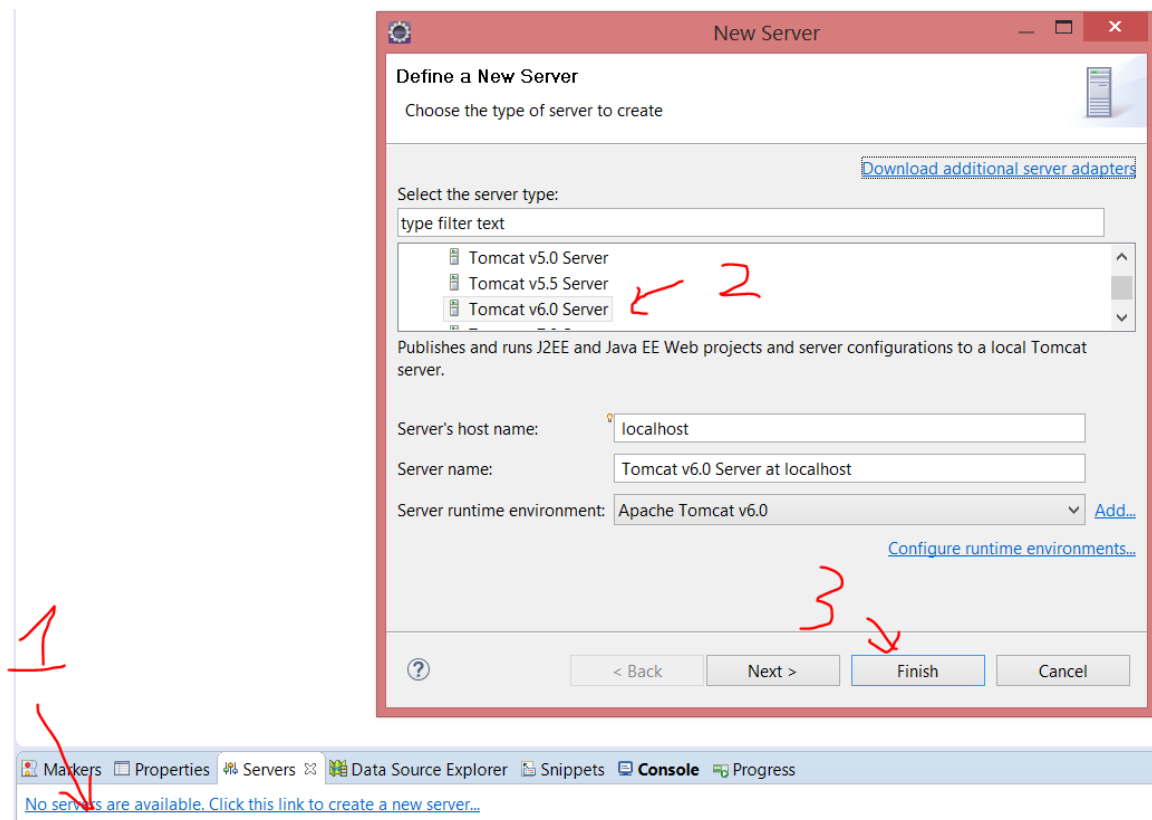 New Server
Define a New Server
Choose the type of server to create
Download additional server adapters
Select the server type:
type filter text
Tomcat v5.0 Server
Tomcat v5.5 Server
Tomcat v6.0 Server
2
Publishes and runs J2EE and Java EE Web projects and server configurations to a local Tomcat
server.
Server's host name: localhost
Server name: Tomcat v6.0 Server at localhost
Server runtime environment: Apache Tomcat v6.0 Add...
Configure runtime environments...
3
1
< Back Next > Finish Cancel
Markers Properties Servers Data Source Explorer Snippets Console Progress
No servers are available. Click this link to create a new server...